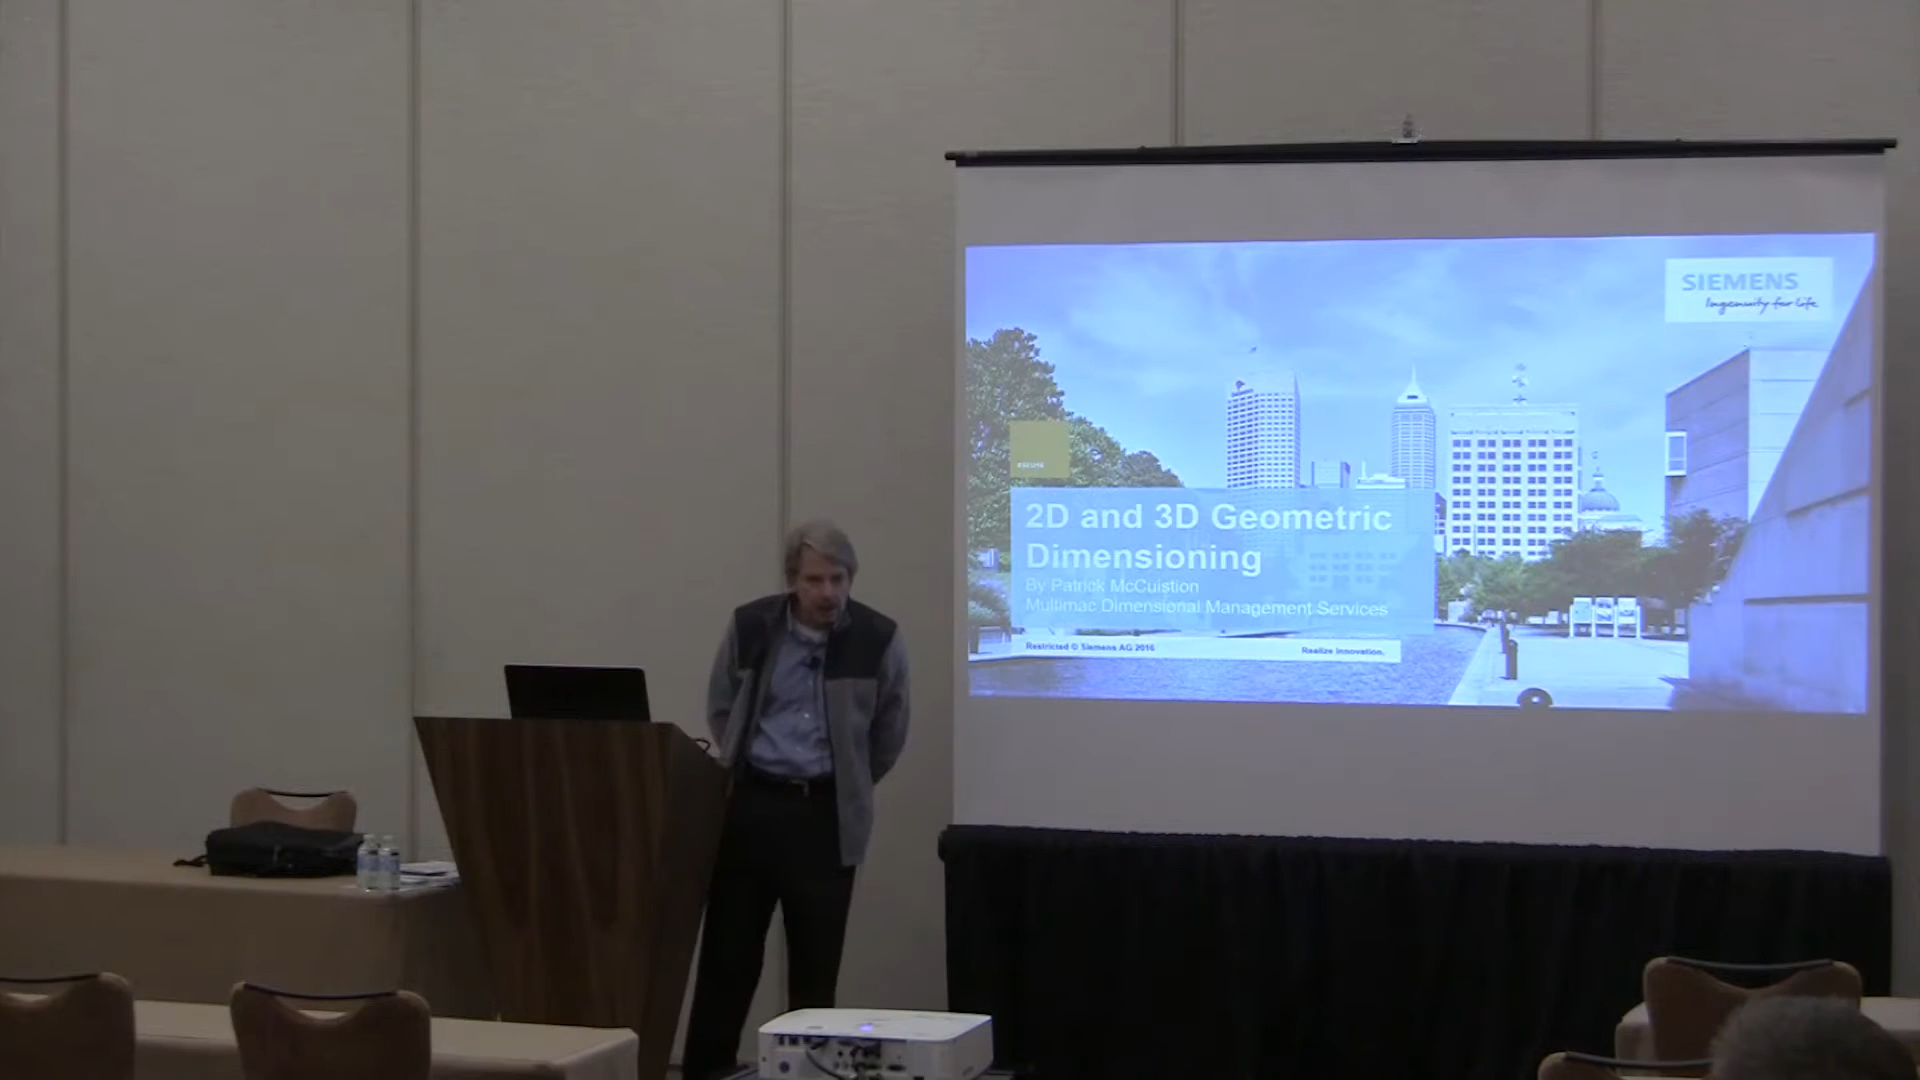 SIEMENS
Ingenuity for life
#SEU16
2D and 3D Geometric
Dimensioning
By Patrick McCuistion
Multimac Dimensional Management Services
Restricted © Siemens AG 2016
Realize innovation.